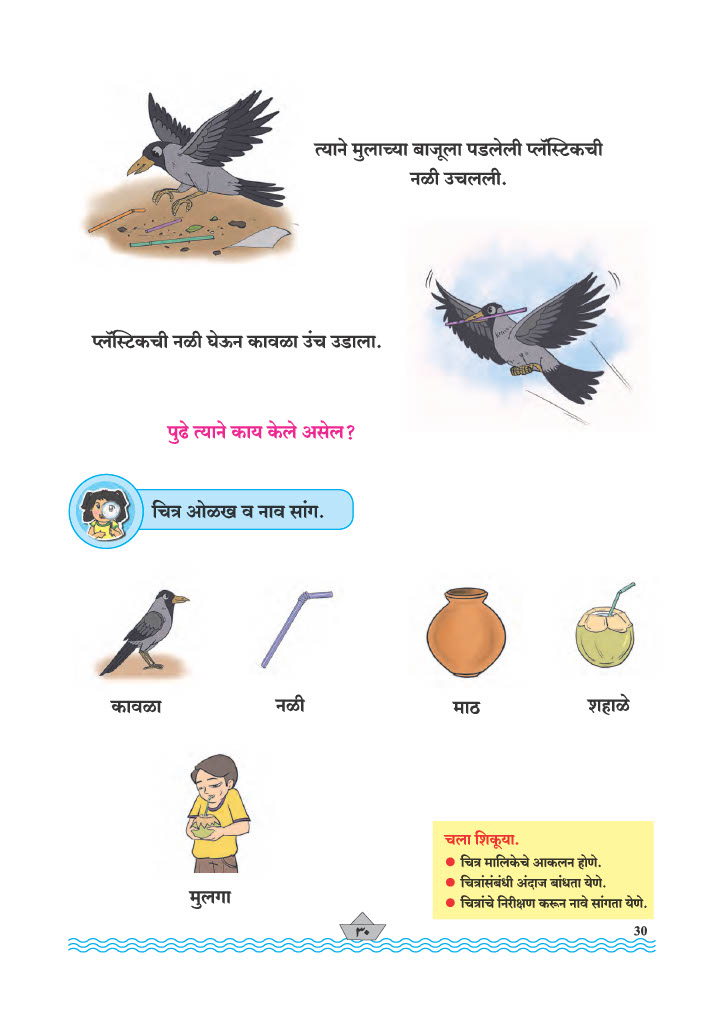 त्याने मुलाच्या बाजूला पडलेली प्लॅस्टिकची
नळी उचलली.
प्लॅस्टिकची नळी घेऊन कावळा उंच उडाला.
पुढे त्याने काय केले असेल?
चित्र ओळख व नाव सांग.
कावळा
नळी
माठ
शहाळे
मुलगा
चला शिकूया.
● चित्र मालिकेचे आकलन होणे.
● चित्रांसंबंधी अंदाज बांधता येणे.
● चित्रांचे निरीक्षण करून नावे सांगता येणे.
३०
30